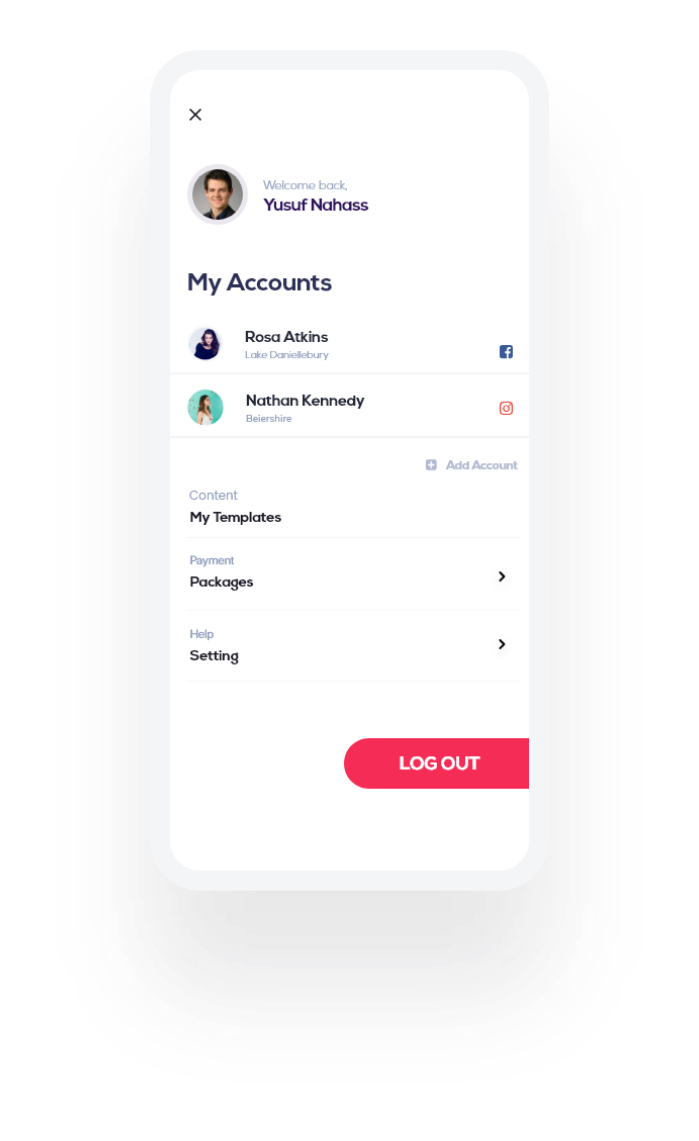 Welcome back,
Yusuf Nahass
My Accounts
Rosa Atkins
Lake Daniellebury
Nathan Kennedy
Beiershire
Add Account
Content
My Templates
Payment
Packages
Help
Setting
LOG OUT